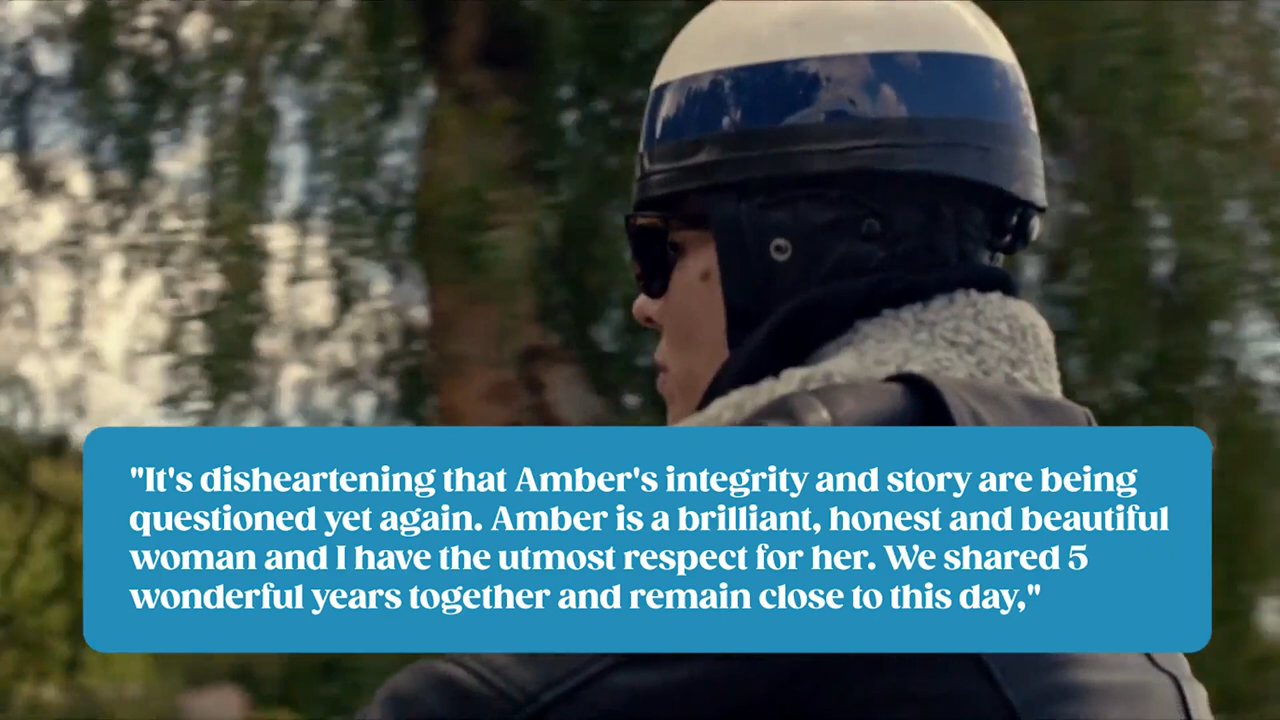 "It's disheartening that Amber's integrity and story are being
questioned yet again. Amber is a brilliant, honest and beautiful
woman and I have the utmost respect for her. We shared 5
wonderful years together and remain close to this day,"